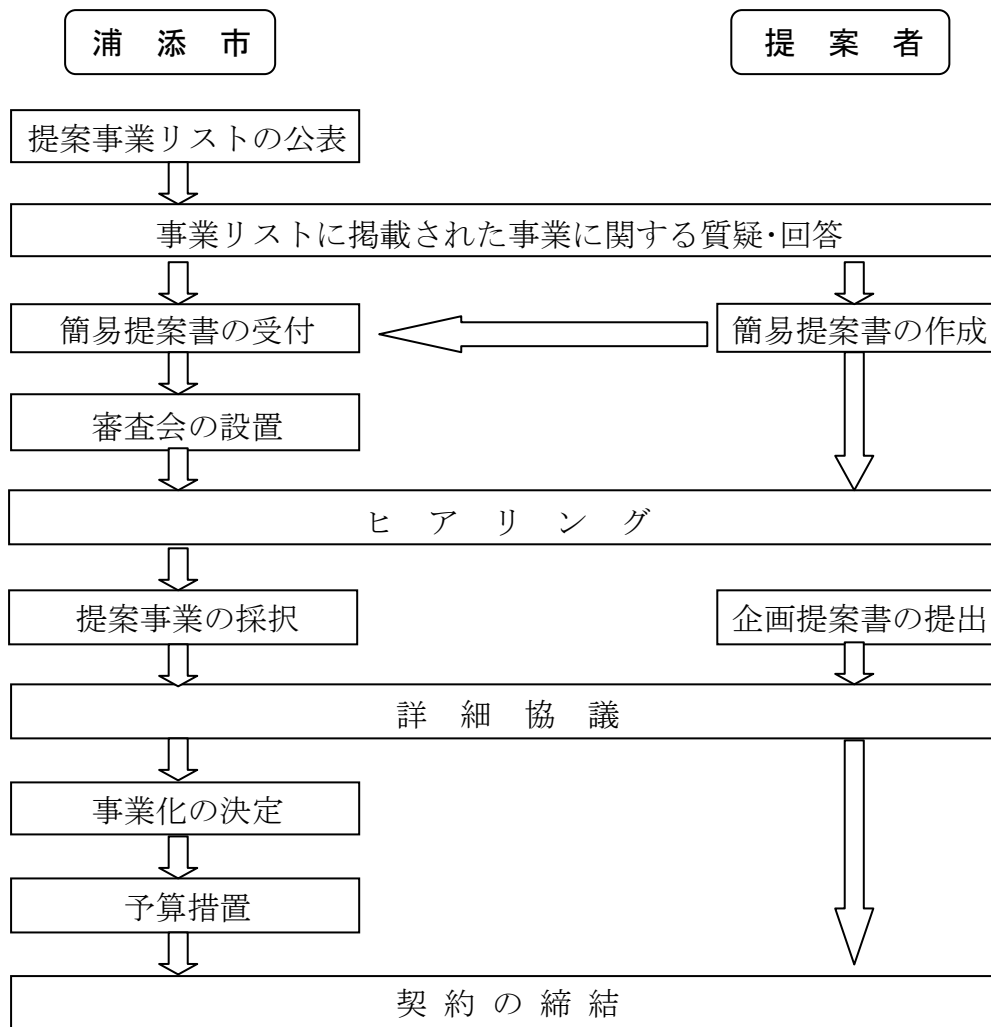 浦 添 市
提 案 者
提案事業リストの公表
事業リストに掲載された事業に関する質疑・回答
簡易提案書の受付
簡易提案書の作成
審査会の設置
ヒ ア リ ン グ
提案事業の採択
企画提案書の提出
詳 細 協 議
事業化の決定
予算措置
契 約 の 締 結